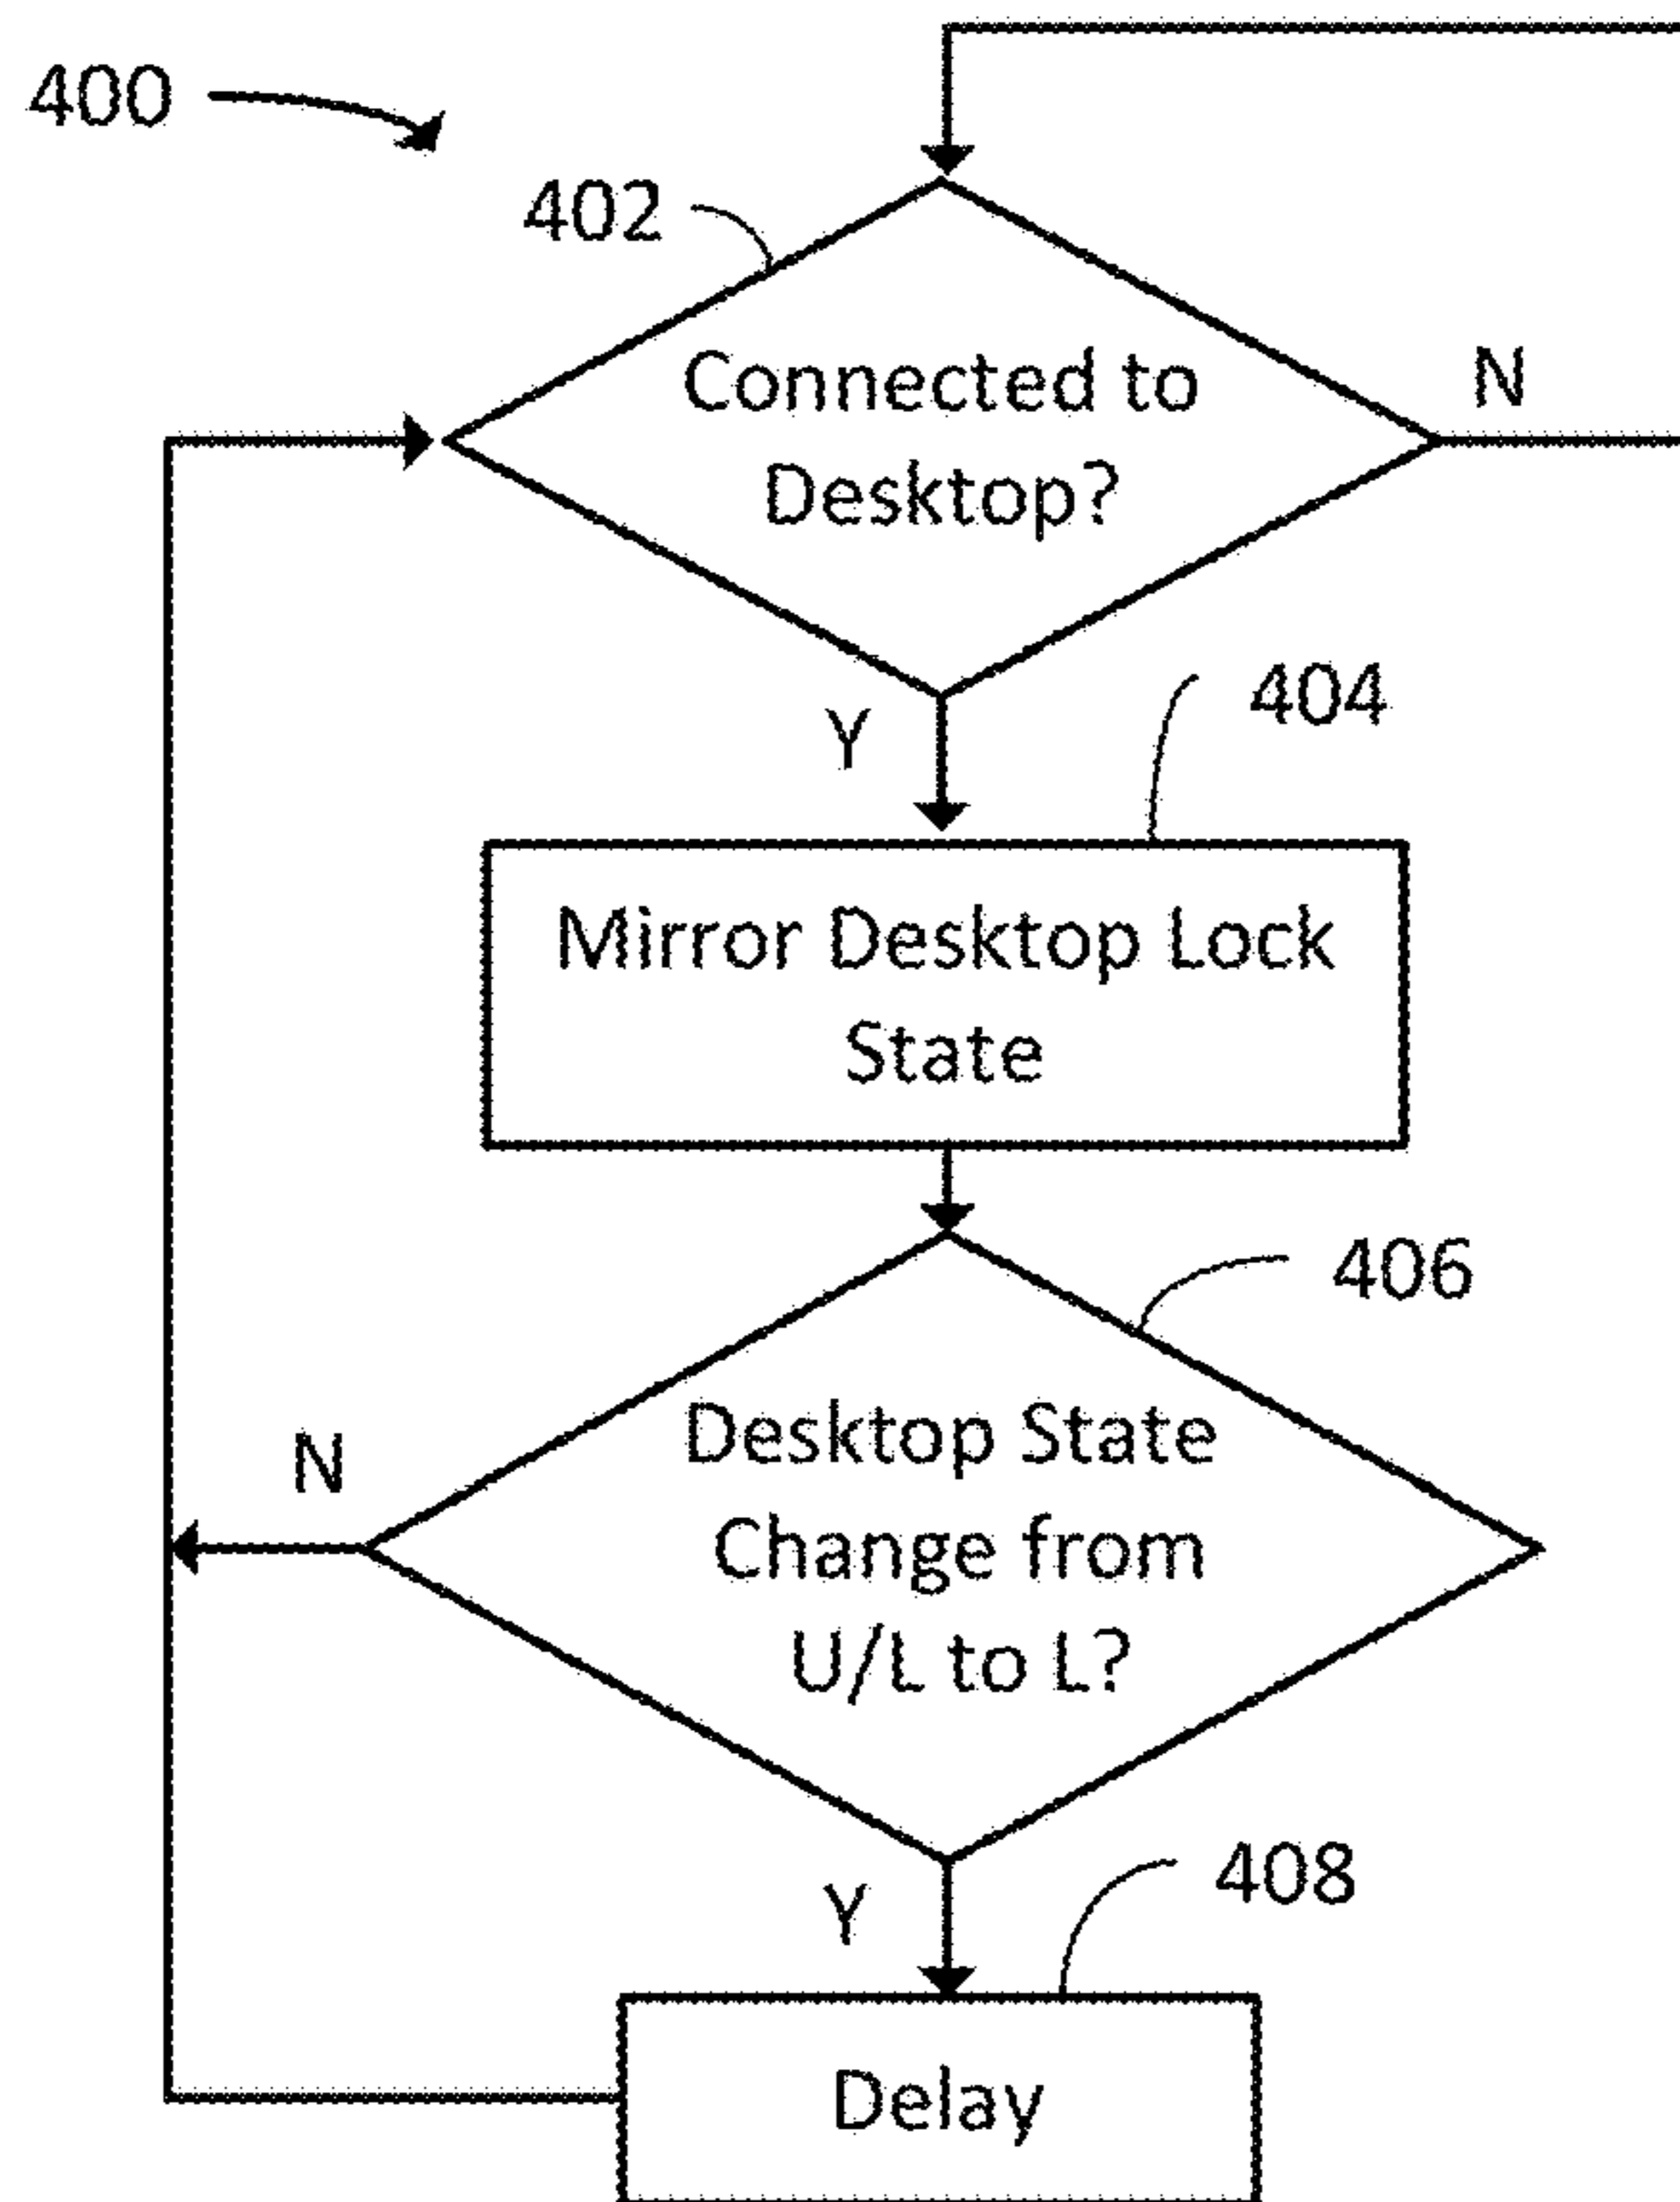 400
402
Connected to
Desktop?
N
Y
404
Mirror Desktop Lock
State
406
Desktop State
Change from
U/L to L?
N
Y
408
Delay